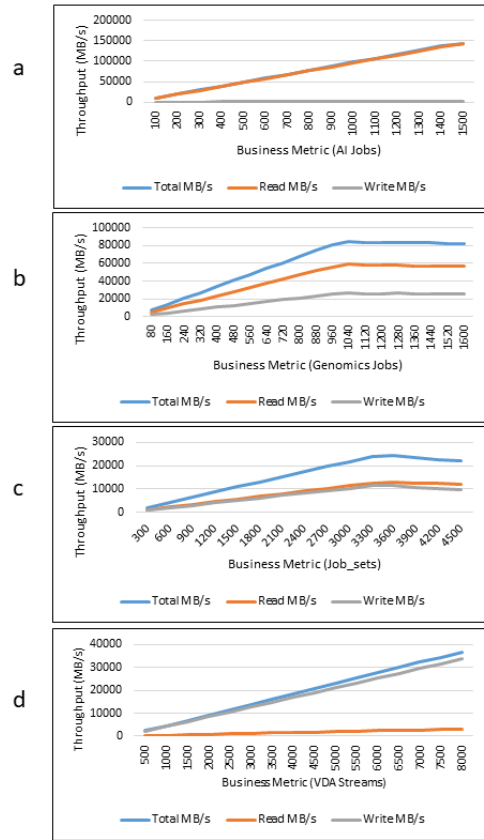 a
Throughput (MB/s)
200000
150000
100000
50000
0
100 200 300 400 500 600 700 800 900 1000 1100 1200 1300 1400 1500
Business Metric (AI Jobs)
Total MB/s Read MB/s Write MB/s
b
Throughput (MB/s)
100000
80000
60000
40000
20000
0
80 160 240 320 400 480 560 640 720 800 880 960 1040 1120 1200 1280 1360 1440 1520 1600
Business Metric (Genomics Jobs)
Total MB/s Read MB/s Write MB/s
c
Throughput (MB/s)
30000
20000
10000
0
300 600 900 1200 1500 1800 2100 2400 2700 3000 3300 3600 3900 4200 4500
Business Metric (Job_sets)
Total MB/s Read MB/s Write MB/s
d
Throughput (MB/s)
40000
30000
20000
10000
0
500 1000 1500 2000 2500 3000 3500 4000 4500 5000 5500 6000 6500 7000 7500 8000
Business Metric (VDA Streams)
Total MB/s Read MB/s Write MB/s